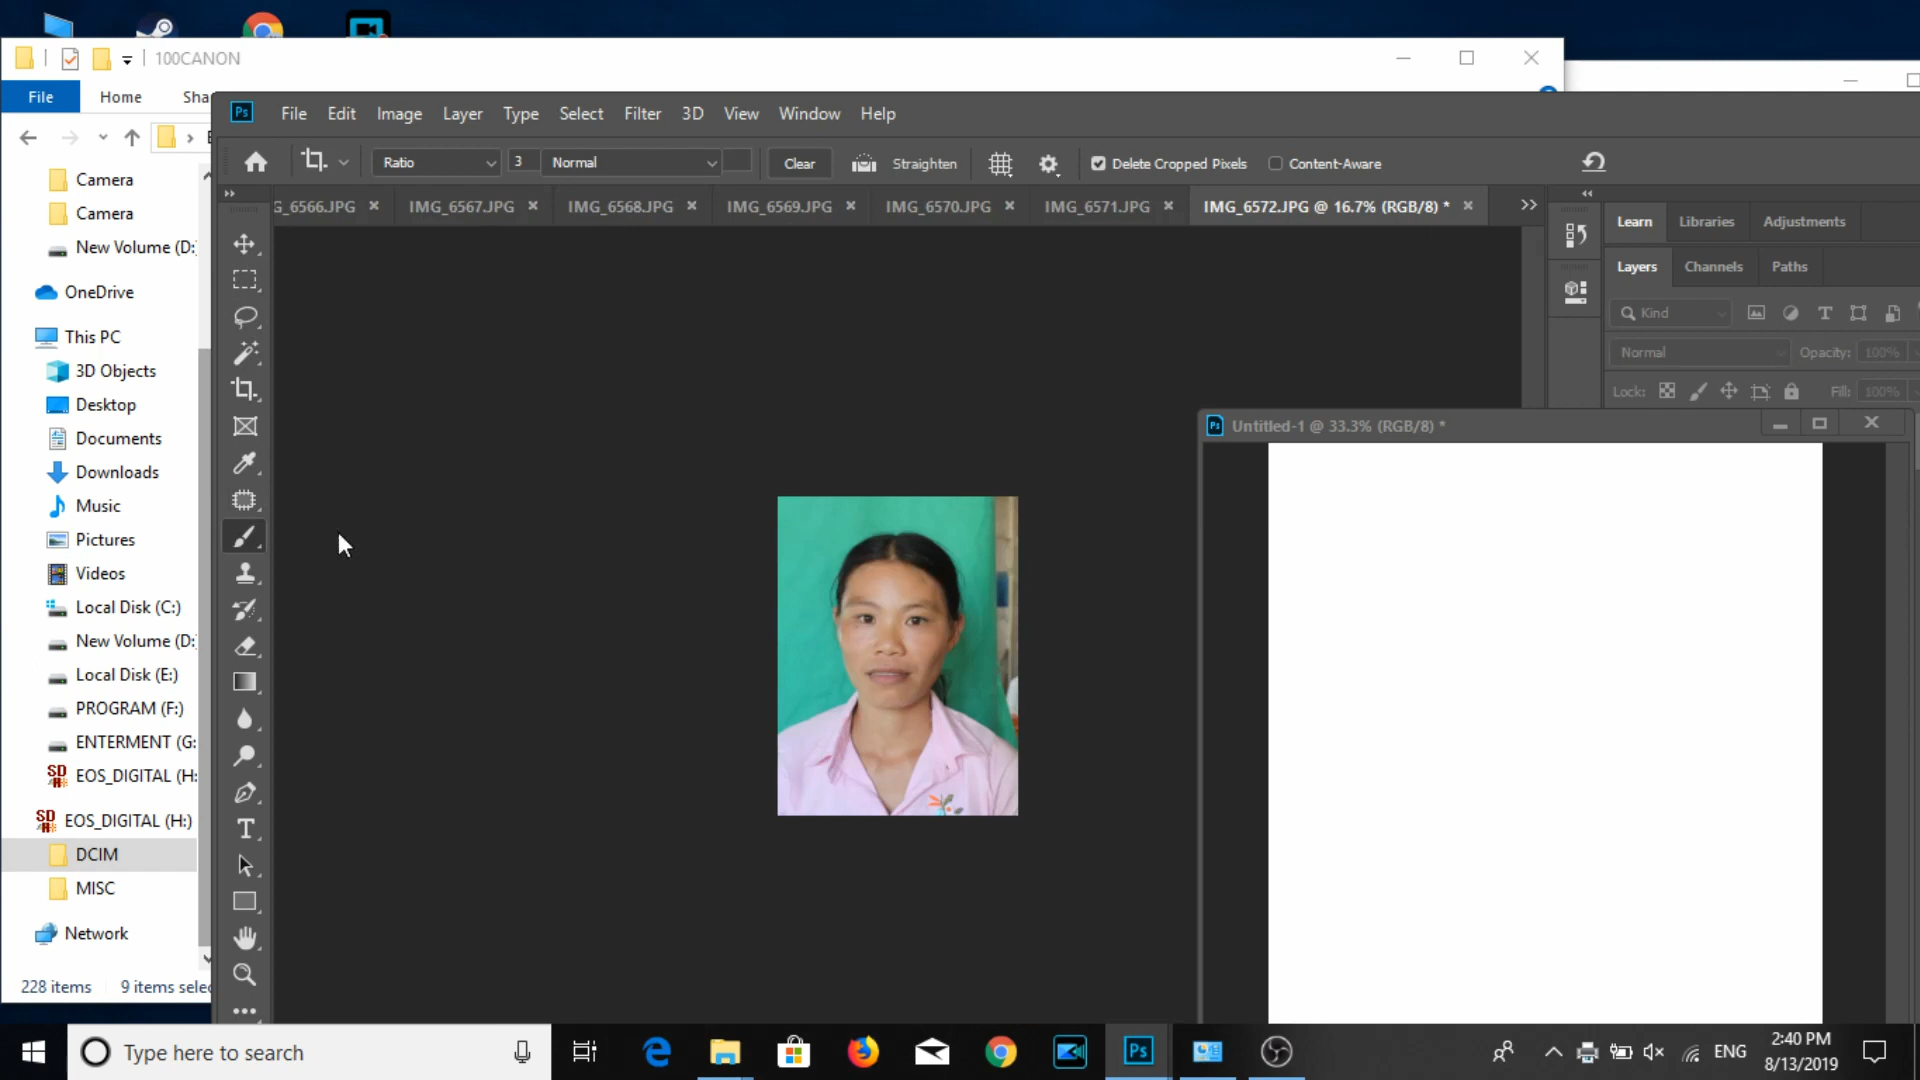 100CANON
File Home Sha
Ps File Edit Image Layer Type Select Filter 3D View Window Help
Ratio 3 Normal Clear Straighten Delete Cropped Pixels Content-Aware
G_6566.JPG IMG_6567.JPG IMG_6568.JPG IMG_6569.JPG IMG_6570.JPG IMG_6571.JPG IMG_6572.JPG @ 16.7% (RGB/8) *
Learn Libraries Adjustments
Layers Channels Paths
Kind
Normal Opacity: 100%
Lock: Fill: 100%
Ps Untitled-1 @ 33.3% (RGB/8) *
Camera
Camera
New Volume (D:
OneDrive
This PC
3D Objects
Desktop
Documents
Downloads
Music
Pictures
Videos
Local Disk (C:)
New Volume (D:
Local Disk (E:)
PROGRAM (F:)
ENTERMENT (G:
EOS_DIGITAL (H:
EOS_DIGITAL (H:)
DCIM
MISC
Network
228 items 9 items selec
Type here to search
Ps
ENG
2:40 PM
8/13/2019